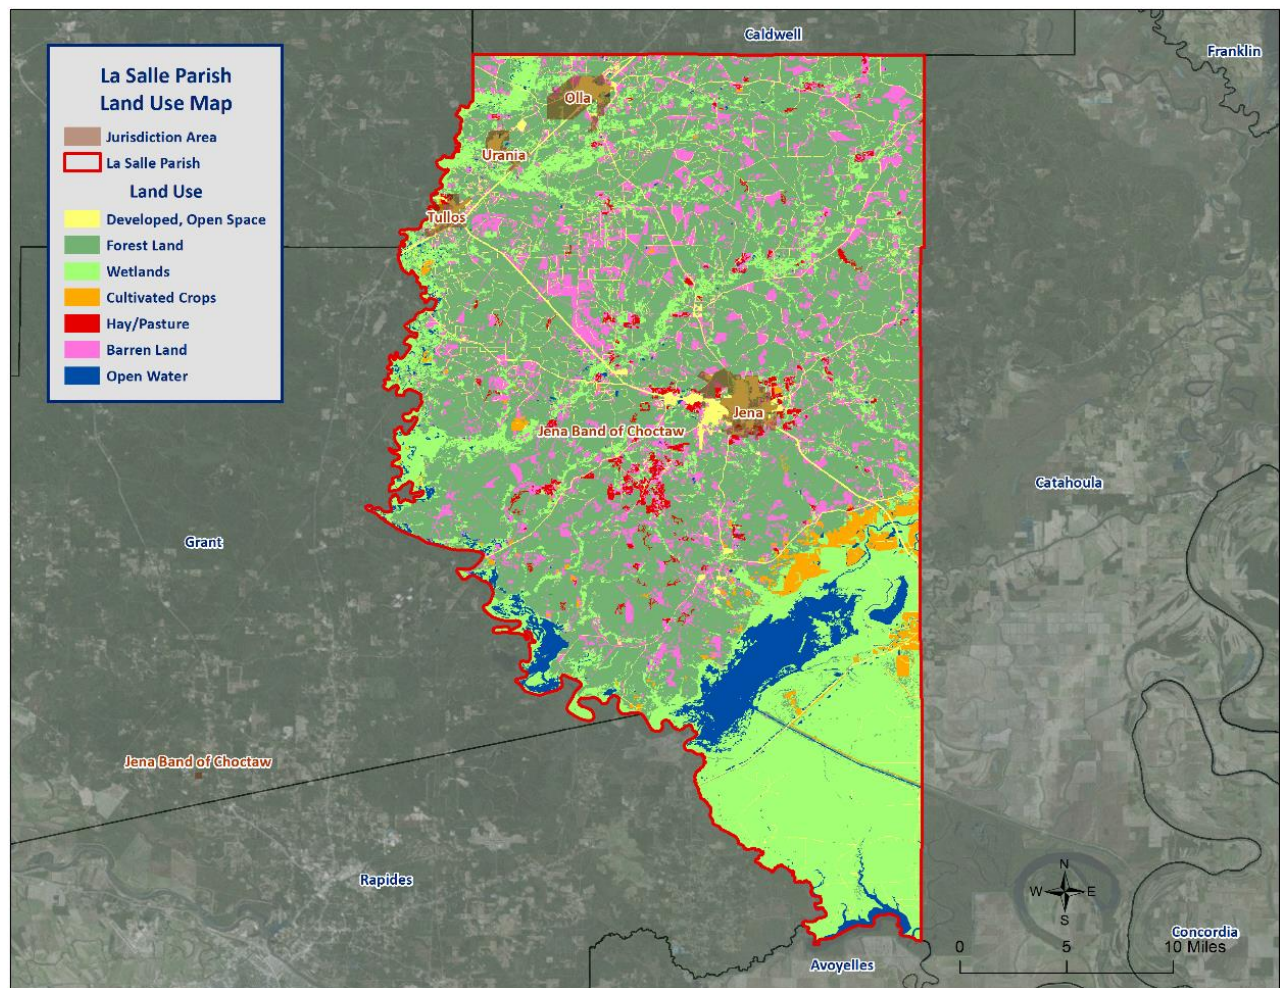 La Salle Parish
Land Use Map
Jurisdiction Area
La Salle Parish
Land Use
Developed, Open Space
Forest Land
Wetlands
Cultivated Crops
Hay/Pasture
Barren Land
Open Water
Caldwell
Franklin
Olla
Urania
Tullos
Jena
Jena Band of Choctaw
Catahoula
Grant
Jena Band of Choctaw
Rapides
N
W E
S
Concordia
0 5 10 Miles
Avoyelles